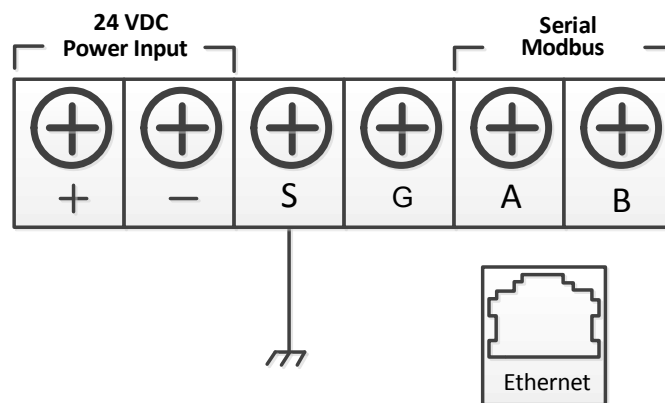 24 VDC
Power Input
Serial
Modbus
+ − S G A B
Ethernet